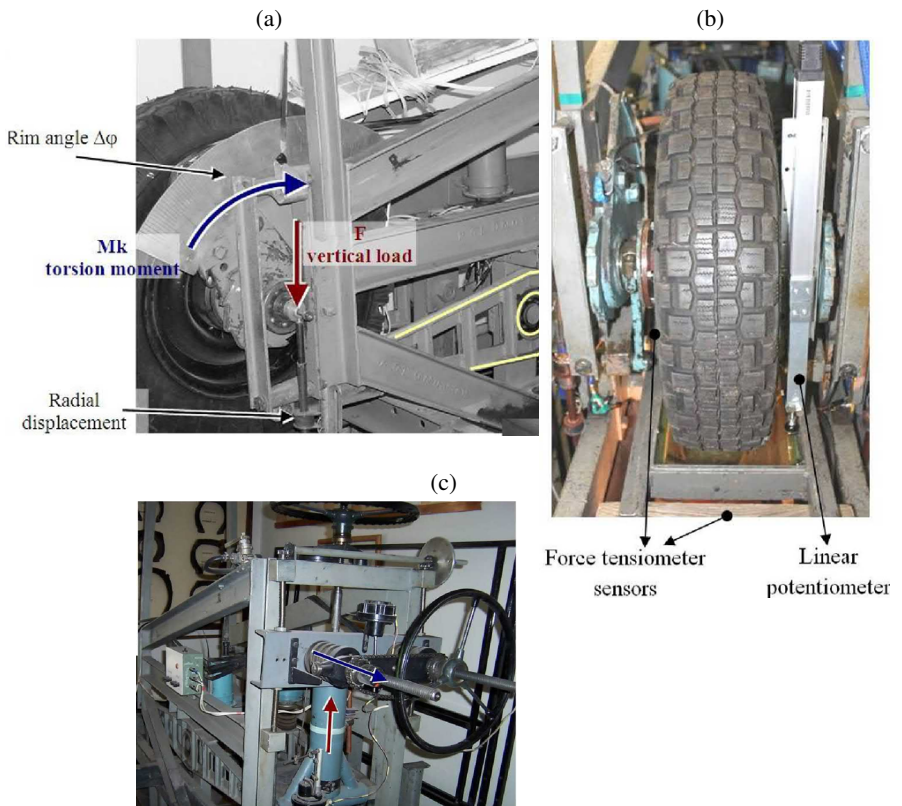 (a)
(b)
Rim angle Δφ
Mk
torsion moment
F
vertical load
Radial
displacement
(c)
Force tensiometer
sensors
Linear
potentiometer